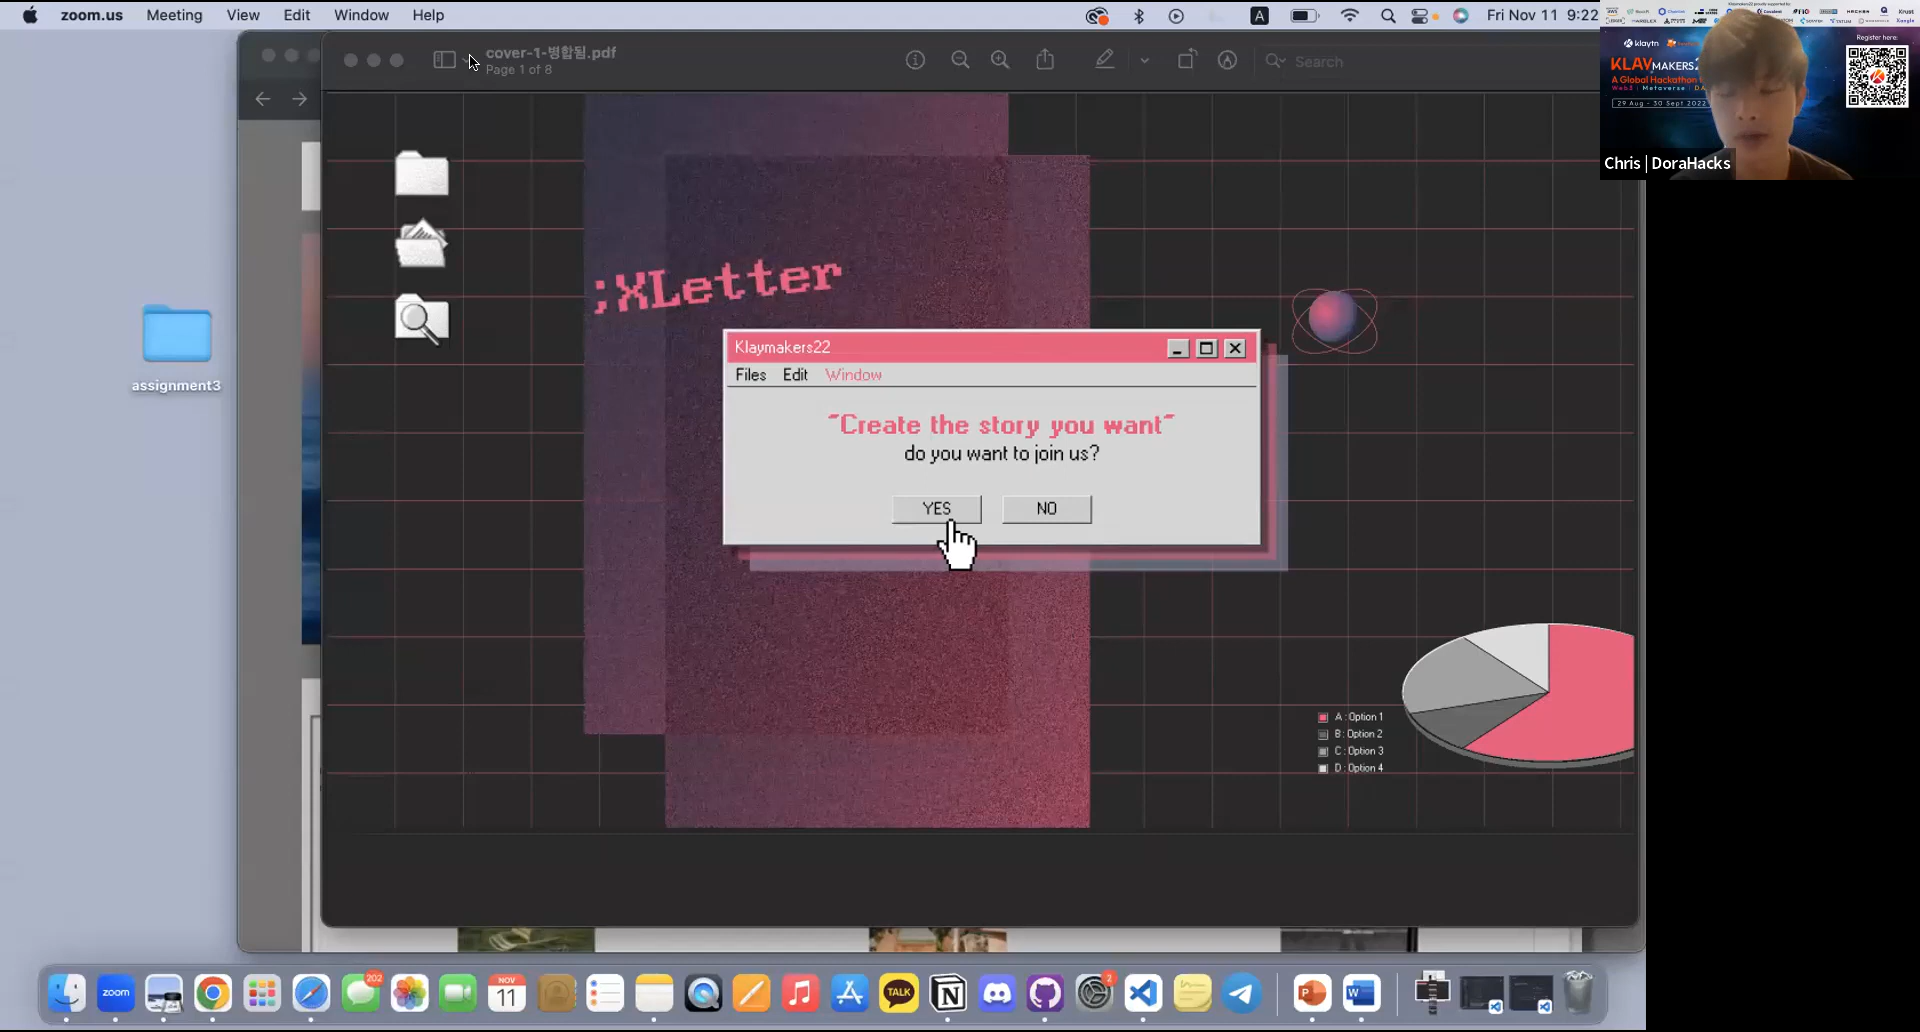 zoom.us Meeting View Edit Window Help
A
Fri Nov 11 9:22
cover-1-병합됨.pdf
Page 1 of 8
Search
klaytn
Register here:
KLAYMAKERS2
A Global Hackathon
Web3 | Metaverse | D.A
29 Aug - 30 Sept 2022
Chris | DoraHacks
;XLetter
Klaymakers22
Files Edit Window
"Create the story you want"
do you want to join us?
YES NO
assignment3
A : Option 1
B : Option 2
C : Option 3
D : Option 4
202
NOV
11
2
zoom
TALK